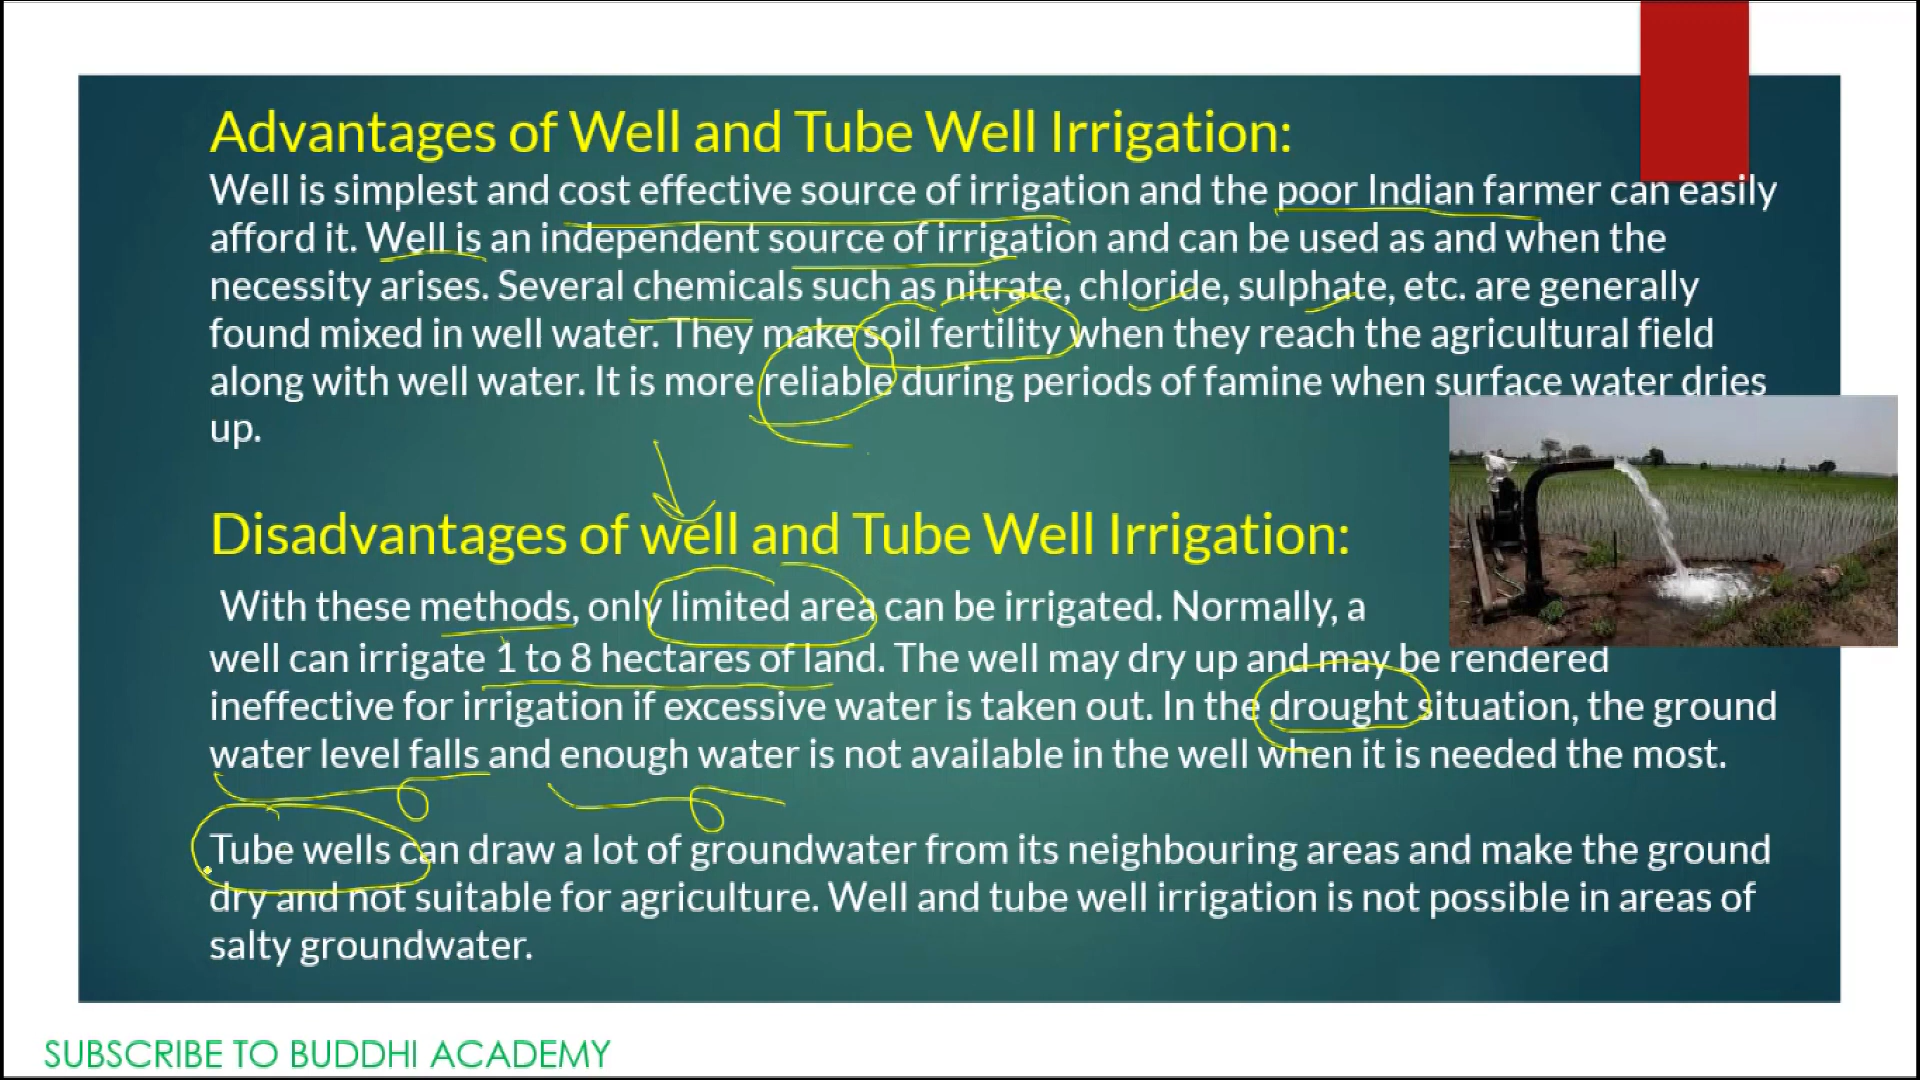 Advantages of Well and Tube Well Irrigation:
Well is simplest and cost effective source of irrigation and the poor Indian farmer can easily
afford it. Well is an independent source of irrigation and can be used as and when the
necessity arises. Several chemicals such as nitrate, chloride, sulphate, etc. are generally
found mixed in well water. They make soil fertility when they reach the agricultural field
along with well water. It is more reliable during periods of famine when surface water dries
up.
Disadvantages of well and Tube Well Irrigation:
With these methods, only limited area can be irrigated. Normally, a
well can irrigate 1 to 8 hectares of land. The well may dry up and may be rendered
ineffective for irrigation if excessive water is taken out. In the drought situation, the ground
water level falls and enough water is not available in the well when it is needed the most.
Tube wells can draw a lot of groundwater from its neighbouring areas and make the ground
dry and not suitable for agriculture. Well and tube well irrigation is not possible in areas of
salty groundwater.
SUBSCRIBE TO BUDDHI ACADEMY